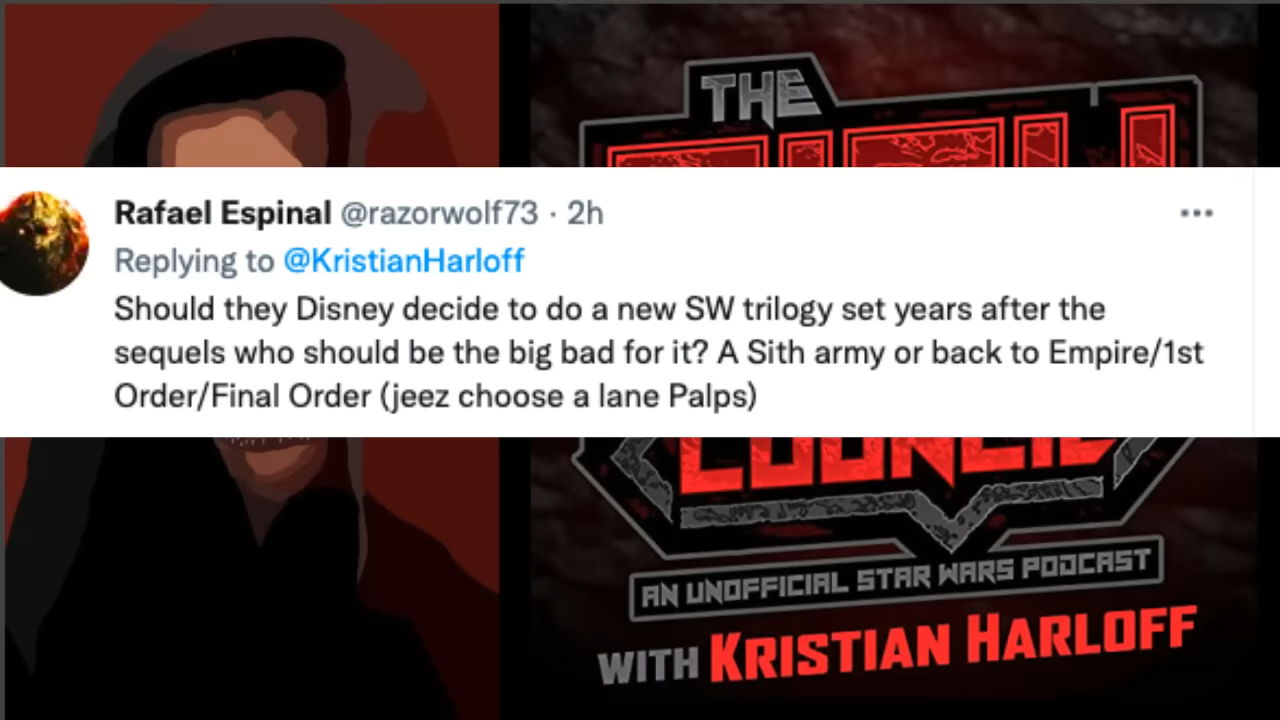 THE
Rafael Espinal @razorwolf73 · 2h
Replying to @KristianHarloff
Should they Disney decide to do a new SW trilogy set years after the
sequels who should be the big bad for it? A Sith army or back to Empire/1st
Order/Final Order (jeez choose a lane Palps)
COUNCIL
AN UNOFFICIAL STAR WARS PODCAST
WITH KRISTIAN HARLOFF